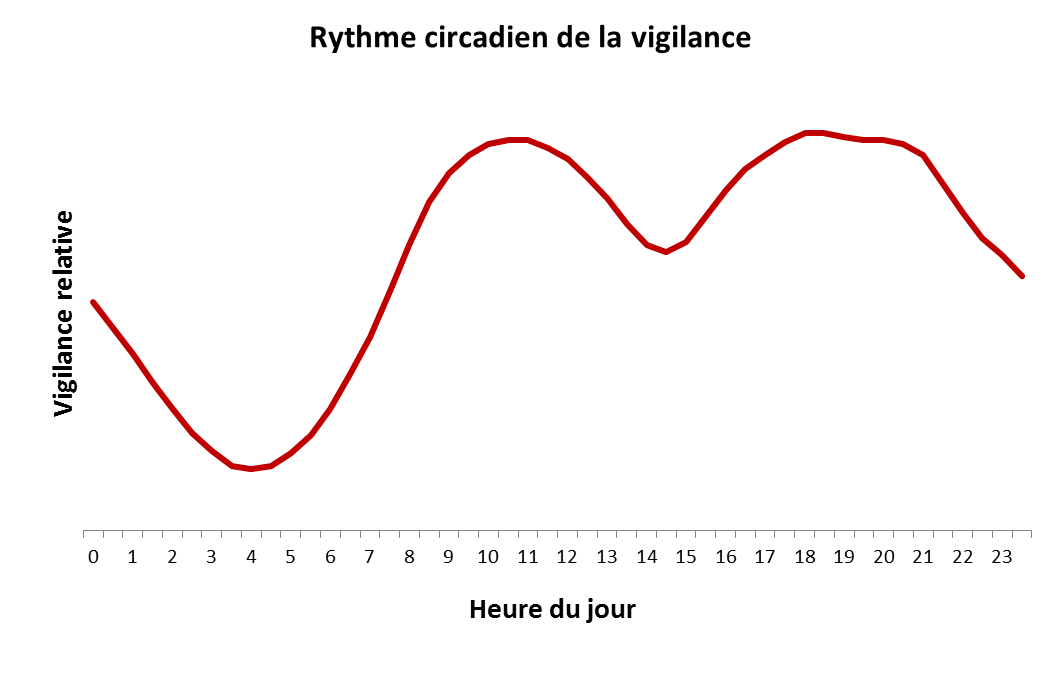 Rythme circadien de la vigilance
Vigilance relative
0 1 2 3 4 5 6 7 8 9 10 11 12 13 14 15 16 17 18 19 20 21 22 23
Heure du jour